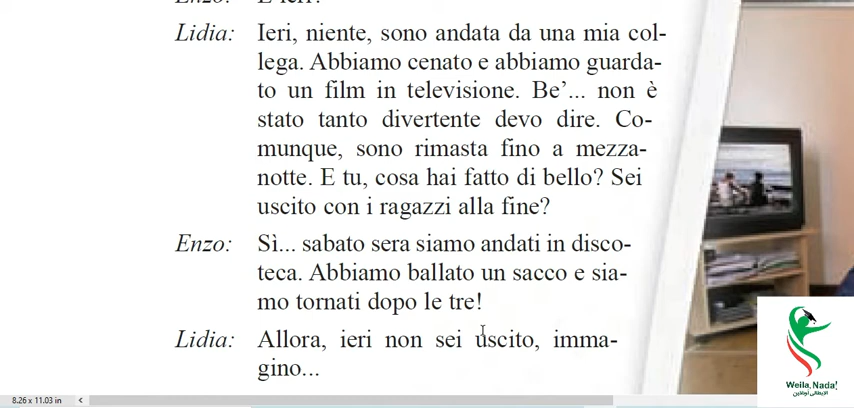 Lidia: Ieri, niente, sono andata da una mia col-
lega. Abbiamo cenato e abbiamo guarda-
to un film in televisione. Be’... non è
stato tanto divertente devo dire. Co-
munque, sono rimasta fino a mezza-
notte. E tu, cosa hai fatto di bello? Sei
uscito con i ragazzi alla fine?
Enzo: Sì... sabato sera siamo andati in disco-
teca. Abbiamo ballato un sacco e sia-
mo tornati dopo le tre!
Lidia: Allora, ieri non sei uscito, imma-
gino...
8.26 x 11.03 in
Weila, Nada!
الإيطالي أونلاين